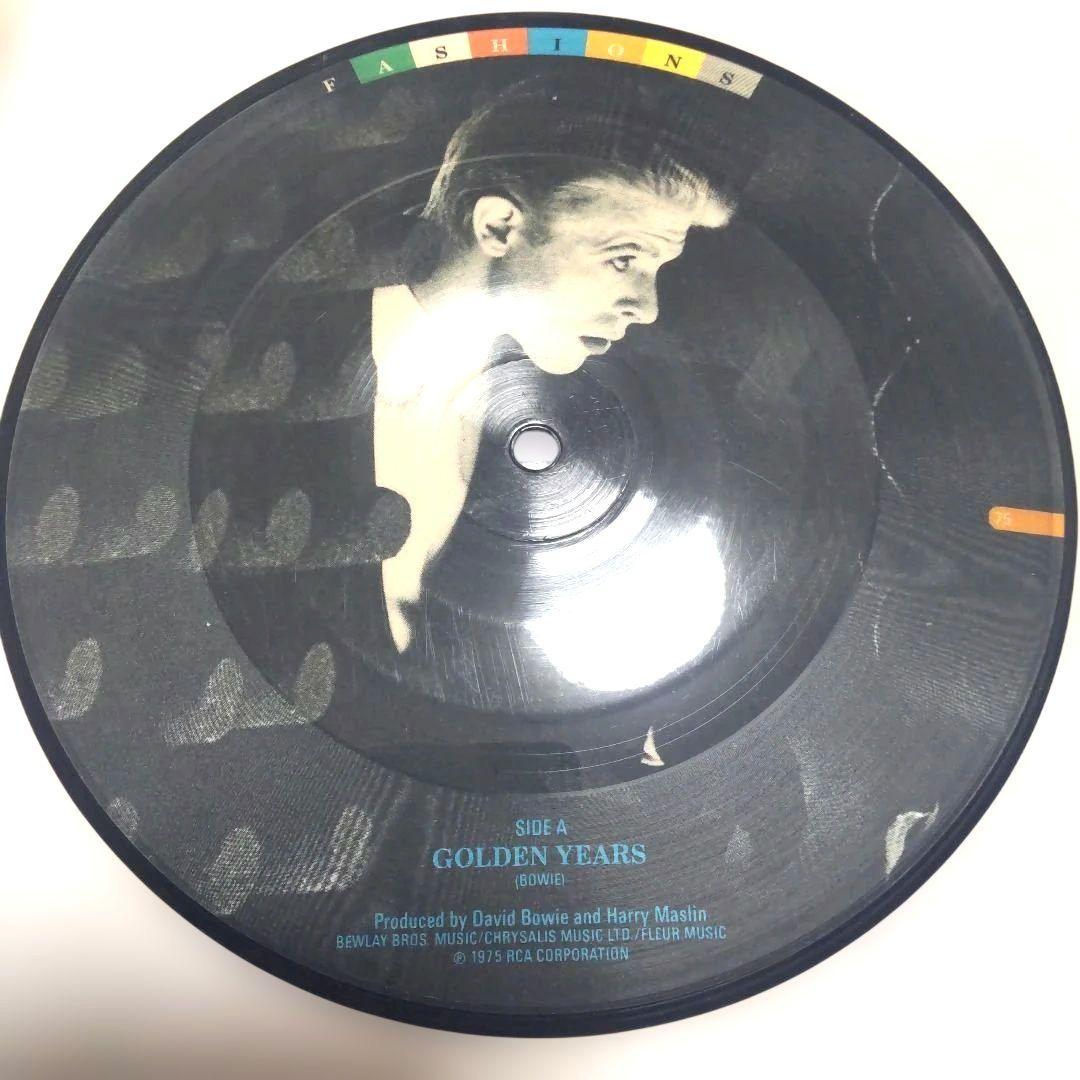 FASHIONS
75
SIDE A
GOLDEN YEARS
(BOWIE)
Produced by David Bowie and Harry Maslin
BEWLAY BROS. MUSIC/CHRYSALIS MUSIC LTD./FLEUR MUSIC
℗ 1975 RCA CORPORATION